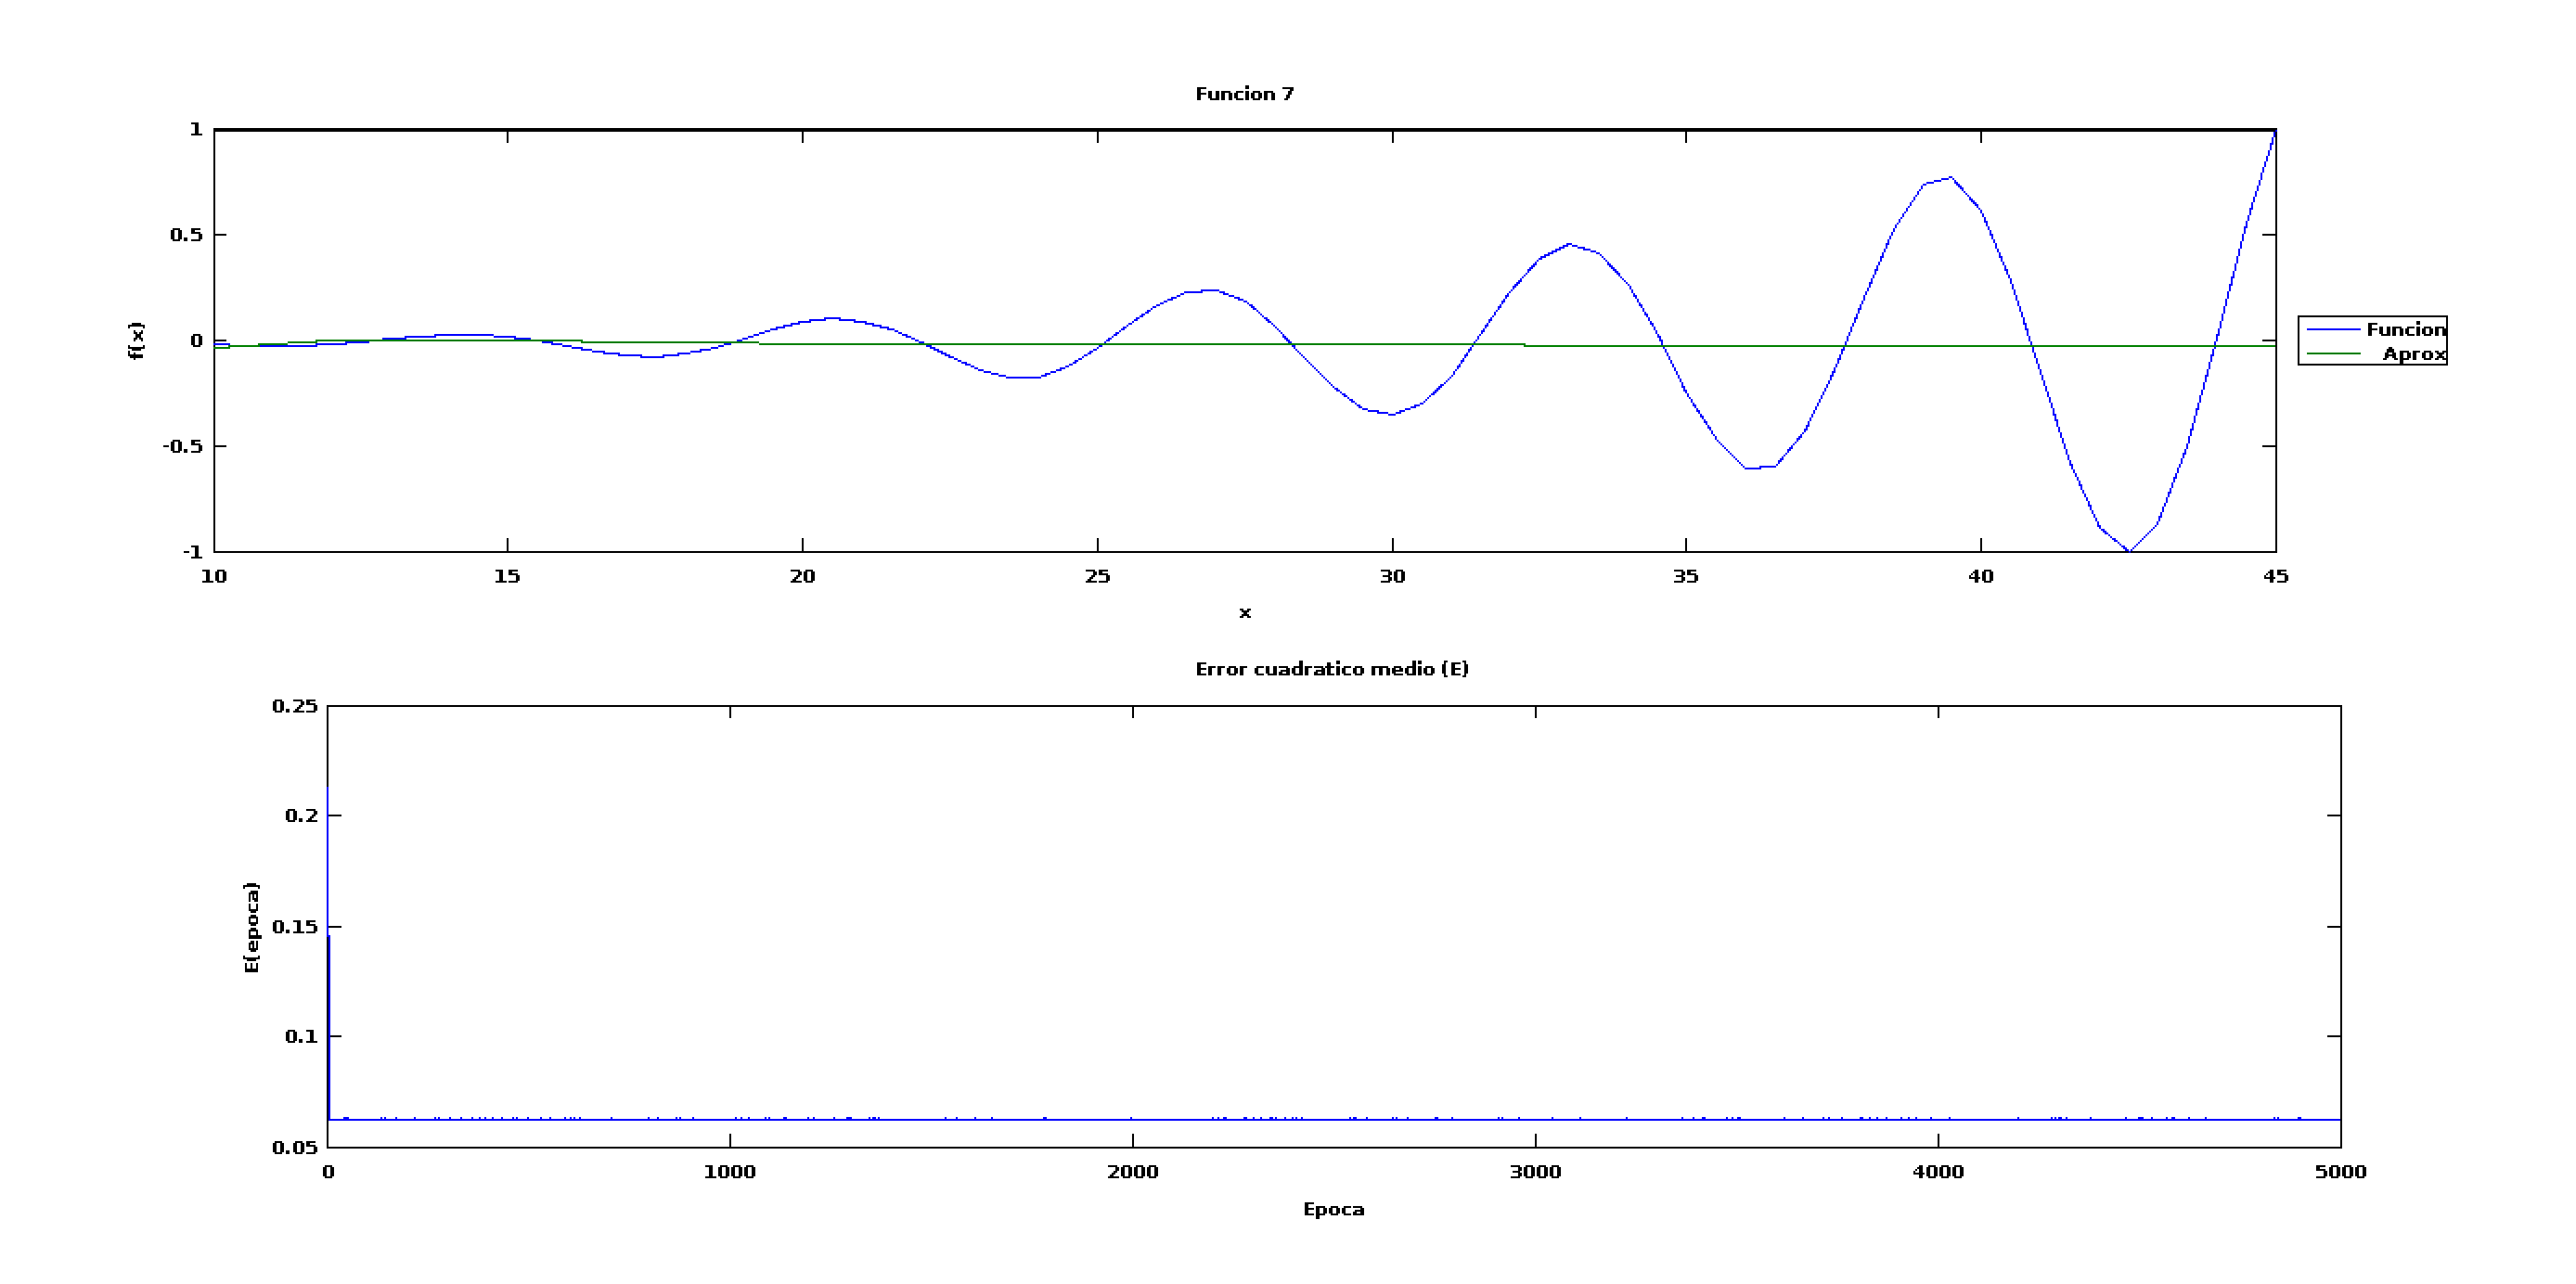 Funcion 7
1
0.5
0
-0.5
-1
f(x)
10 15 20 25 30 35 40 45
x
Funcion
Aprox
Error cuadratico medio (E)
0.25
0.2
0.15
0.1
0.05
E(epoca)
0 1000 2000 3000 4000 5000
Epoca